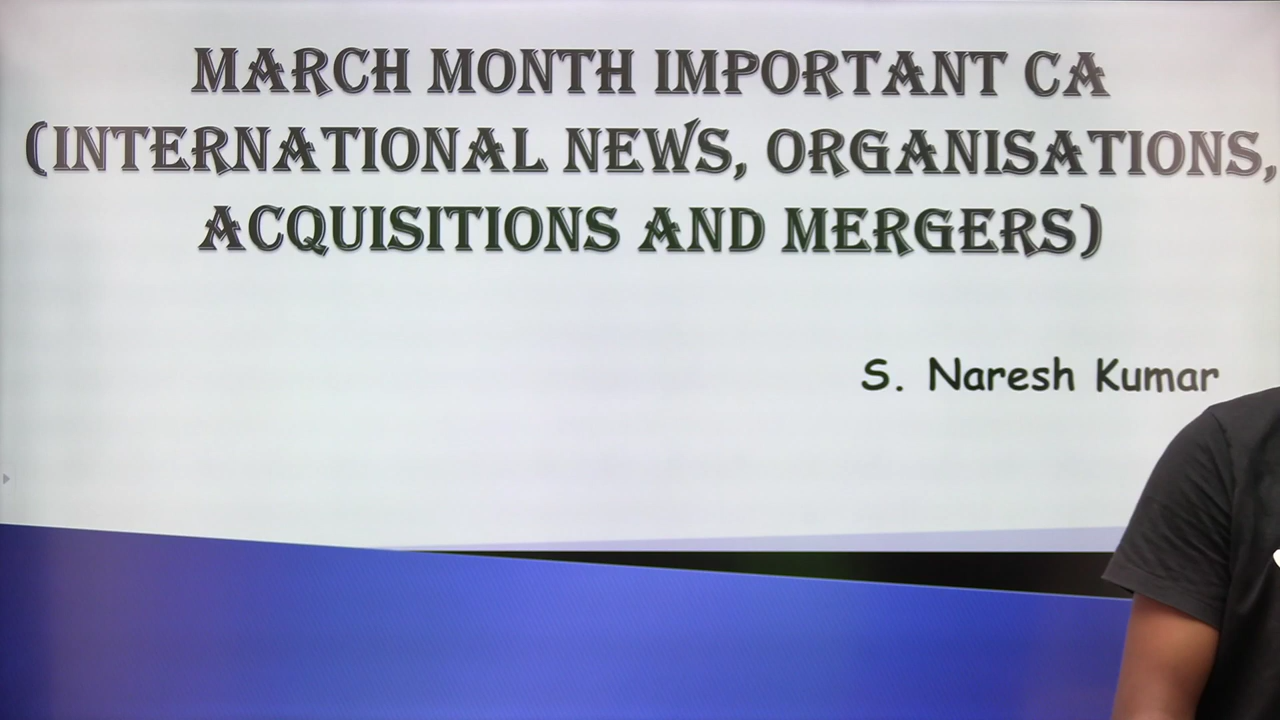 MARCH MONTH IMPORTANT CA
(INTERNATIONAL NEWS, ORGANISATIONS,
ACQUISITIONS AND MERGERS)
S. Naresh Kumar